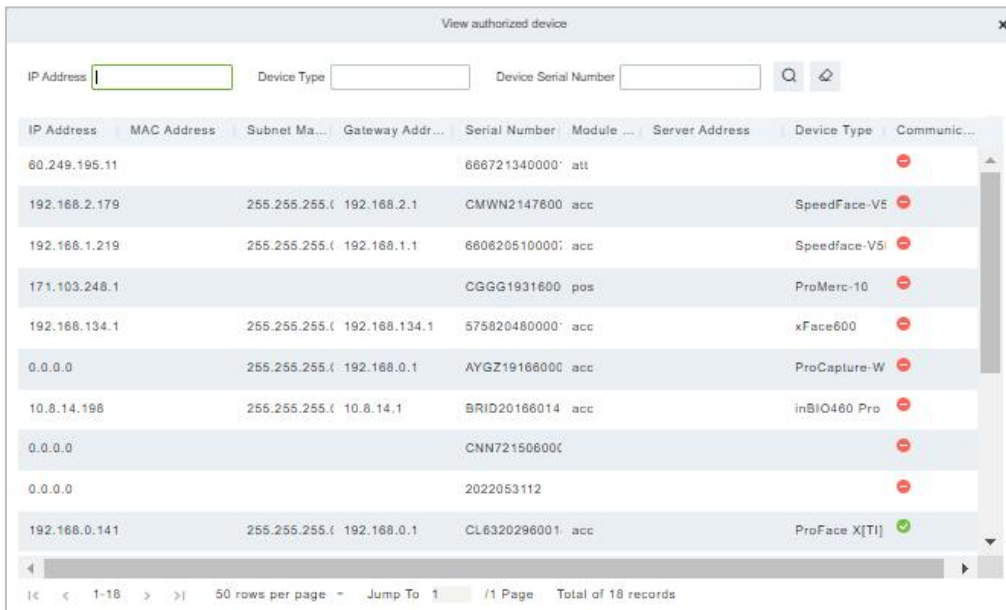 View authorized device
IP Address Device Type Device Serial Number
IP Address MAC Address Subnet Ma... Gateway Addr... Serial Number Module ... Server Address Device Type Communic...
60.249.195.11 666721340000 att
192.168.2.179 255.255.255.( 192.168.2.1 CMWN2147600 acc SpeedFace-V5
192.168.1.219 255.255.255.( 192.168.1.1 660620510000 acc Speedface-V5
171.103.248.1 CGGG1931600 pos ProMerc-10
192.168.134.1 255.255.255.( 192.168.134.1 575820480000 acc xFace600
0.0.0.0 255.255.255.( 192.168.0.1 AYGZ19166000 acc ProCapture-W
10.8.14.198 255.255.255.( 10.8.14.1 BRID20166014 acc inBIO460 Pro
0.0.0.0 CNN72150600
0.0.0.0 2022053112
192.168.0.141 255.255.255.( 192.168.0.1 CL6320296001 acc ProFace X[TI]
1-18 50 rows per page Jump To 1 /1 Page Total of 18 records